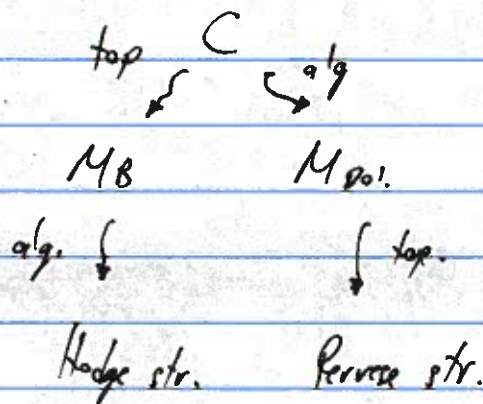 top C alg
M_B M_Dol.
alg. top.
Hodge str. Perverse str.